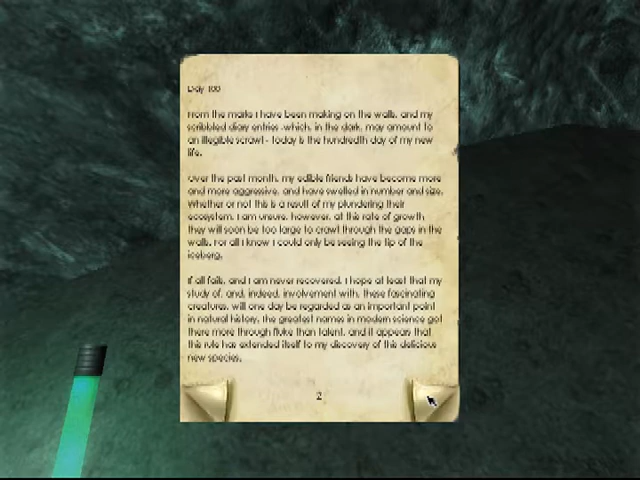 Day 100
From the marks I have been making on the walls, and my
scribbled diary entries -which, in the dark, may amount to
an illegible scrawl - today is the hundredth day of my new
life.
Over the past month, my edible friends have become more
and more aggressive, and have swelled in number and size.
Whether or not this is a result of my plundering their
ecosystem, I am unsure, however, at this rate of growth
they will soon be too large to crawl through the gaps in the
walls. For all I know I could only be seeing the tip of the
iceberg.
If all fails, and I am never recovered, I hope at least that my
study of, and, indeed, involvement with, these fascinating
creatures, will one day be regarded as an important point
in natural history. The greatest names in modern science got
there more through fluke than talent, and it appears that
this rule has extended itself to my discovery of this delicious
new species.
2